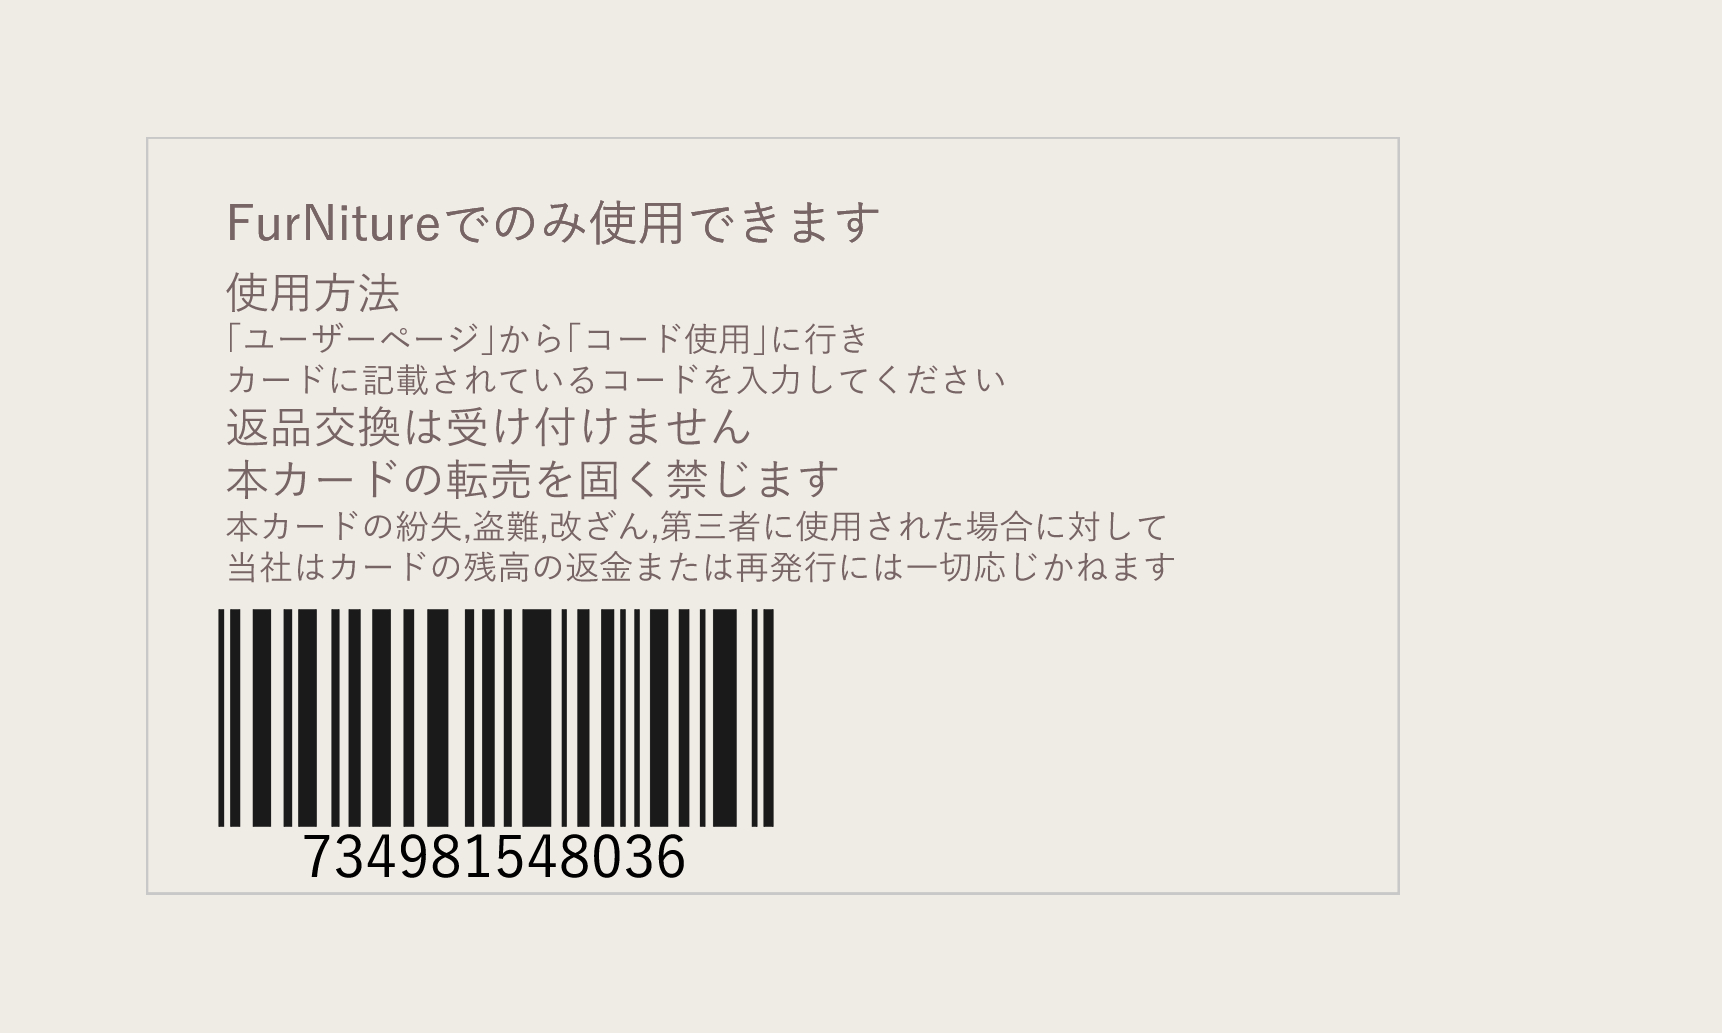 FurNitureでのみ使用できます
使用方法
｢ユーザーページ｣から｢コード使用｣に行き
カードに記載されているコードを入力してください
返品交換は受け付けません
本カードの転売を固く禁じます
本カードの紛失,盗難,改ざん,第三者に使用された場合に対して
当社はカードの残高の返金または再発行には一切応じかねます
734981548036